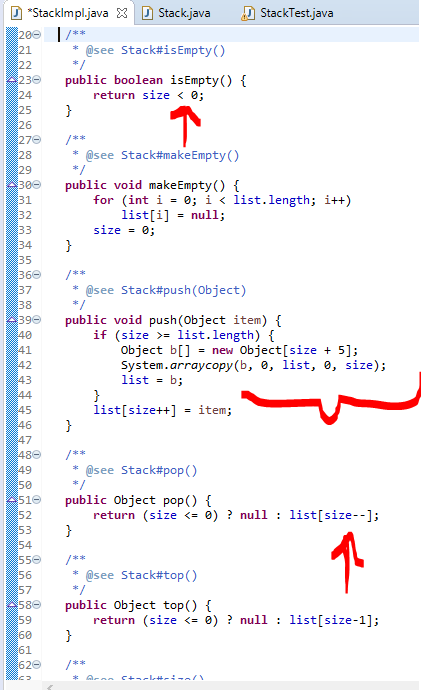 *StackImpl.java Stack.java StackTest.java
20 /**
21 * @see Stack#isEmpty()
22 */
23 public boolean isEmpty() {
24 return size < 0;
25 }
26
27 /**
28 * @see Stack#makeEmpty()
29 */
30 public void makeEmpty() {
31 for (int i = 0; i < list.length; i++)
32 list[i] = null;
33 size = 0;
34 }
35
36 /**
37 * @see Stack#push(Object)
38 */
39 public void push(Object item) {
40 if (size >= list.length) {
41 Object b[] = new Object[size + 5];
42 System.arraycopy(b, 0, list, 0, size);
43 list = b;
44 }
45 list[size++] = item;
46 }
47
48 /**
49 * @see Stack#pop()
50 */
51 public Object pop() {
52 return (size <= 0) ? null : list[size--];
53 }
54
55 /**
56 * @see Stack#top()
57 */
58 public Object top() {
59 return (size <= 0) ? null : list[size-1];
60 }
61
62 /**
63 * @see Stack#size()